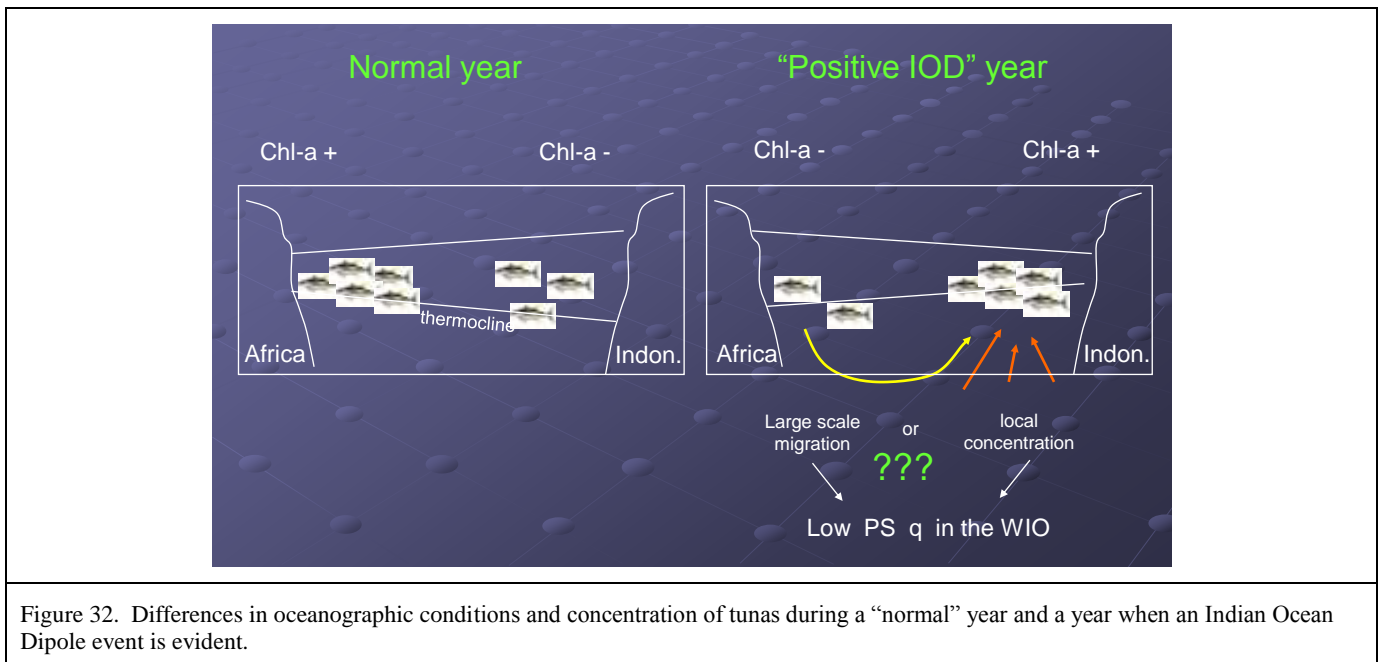 Normal year
“Positive IOD” year
Chl-a +
Chl-a -
Chl-a -
Chl-a +
thermocline
Africa
Indon.
Africa
Indon.
Large scale
migration
or
local
concentration
???
Low PS q in the WIO
Figure 32. Differences in oceanographic conditions and concentration of tunas during a “normal” year and a year when an Indian Ocean
Dipole event is evident.